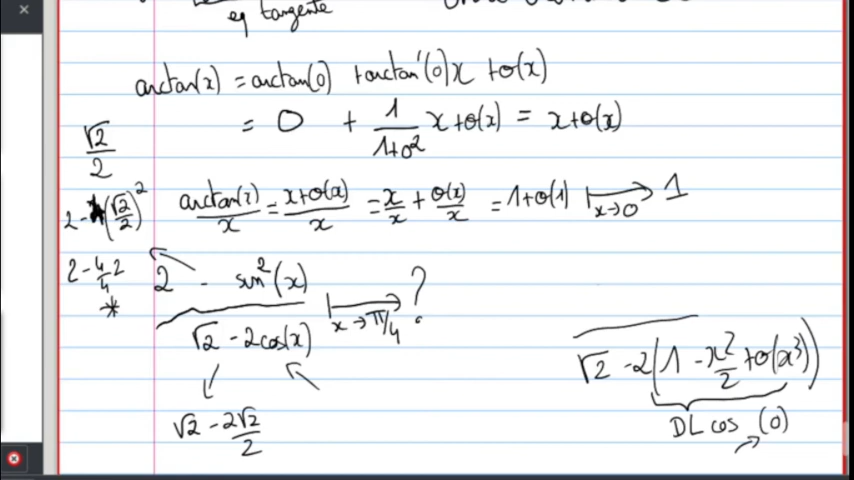 eq tangente
arctan(x) = arctan(0) + arctan'(0)x + o(x)
= 0 + 1/(1+0²) x + o(x) = x + o(x)
√2/2
arctan(x)/x = (x+o(x))/x = x/x + o(x)/x = 1 + o(1) ⟼ 1
x→0
2 - (√2/2)²
2 - 4/4 2
*
2 - sin²(x)
√2 - 2cos(x)
⟼ ?
x→π/4
√2 - 2√2/2
√2 - 2(1 - x²/2 + o(x³))
DL cos (0)